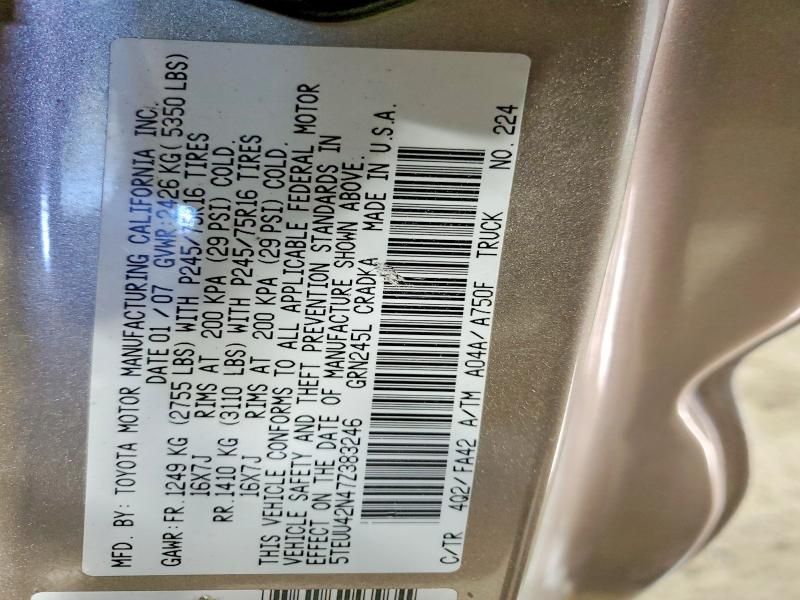 MFD. BY: TOYOTA MOTOR MANUFACTURING CALIFORNIA INC.
DATE 01/07 GVWR: 2426 KG( 5350 LBS)
GAWR: FR. 1249 KG (2755 LBS) WITH P245/75R16 TIRES
16X7J RIMS AT 200 KPA (29 PSI) COLD.
RR. 1410 KG (3110 LBS) WITH P245/75R16 TIRES
16X7J RIMS AT 200 KPA (29 PSI) COLD.
THIS VEHICLE CONFORMS TO ALL APPLICABLE FEDERAL MOTOR
VEHICLE SAFETY AND THEFT PREVENTION STANDARDS IN
EFFECT ON THE DATE OF MANUFACTURE SHOWN ABOVE.
5TEUU42N47Z383246 GRN245L CRADKA MADE IN U.S.A.
C/TR 4Q2/FA42 A/TM A04A/A750F TRUCK NO. 224